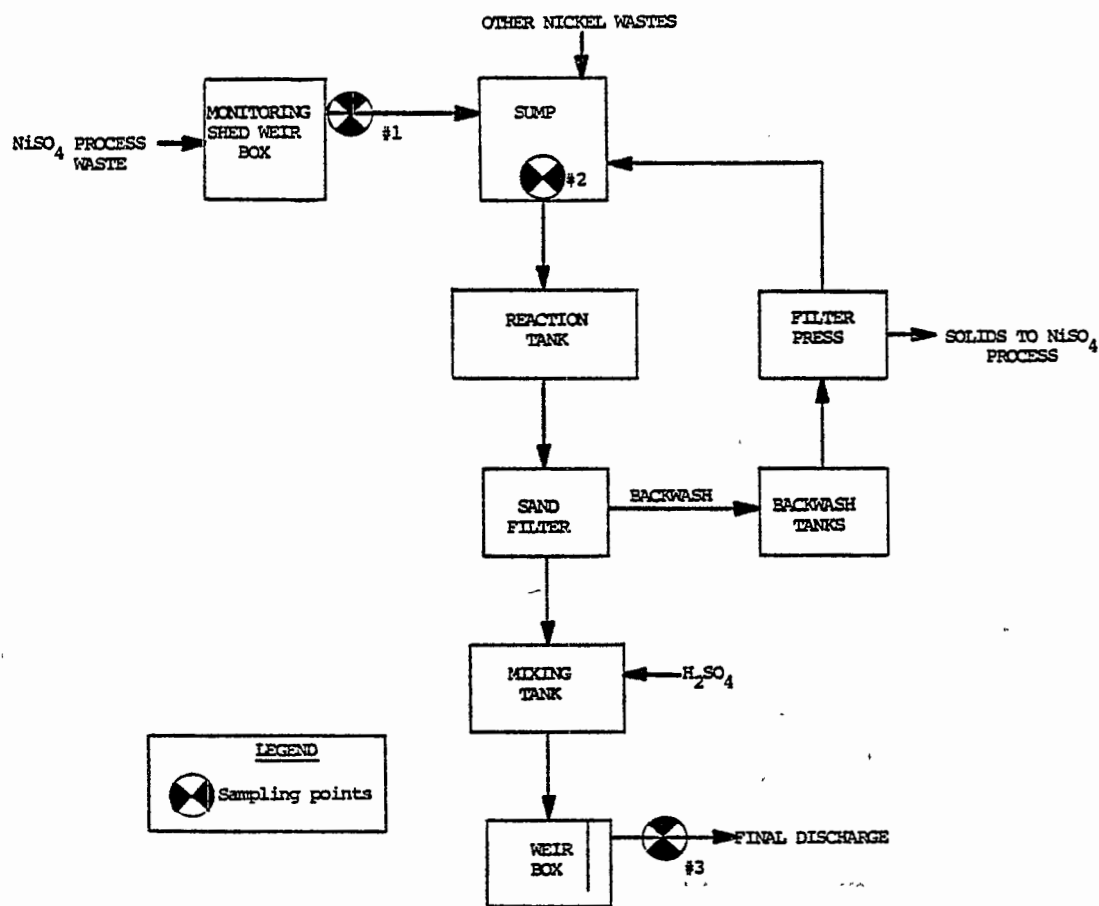 OTHER NICKEL WASTES
MONITORING
SHED WEIR
BOX
#1
SUMP
#2
NiSO4 PROCESS
WASTE
REACTION
TANK
FILTER
PRESS
SOLIDS TO NiSO4
PROCESS
SAND
FILTER
BACKWASH
BACKWASH
TANKS
MIXING
TANK
H2SO4
LEGEND
Sampling points
WEIR
BOX
#3
FINAL DISCHARGE